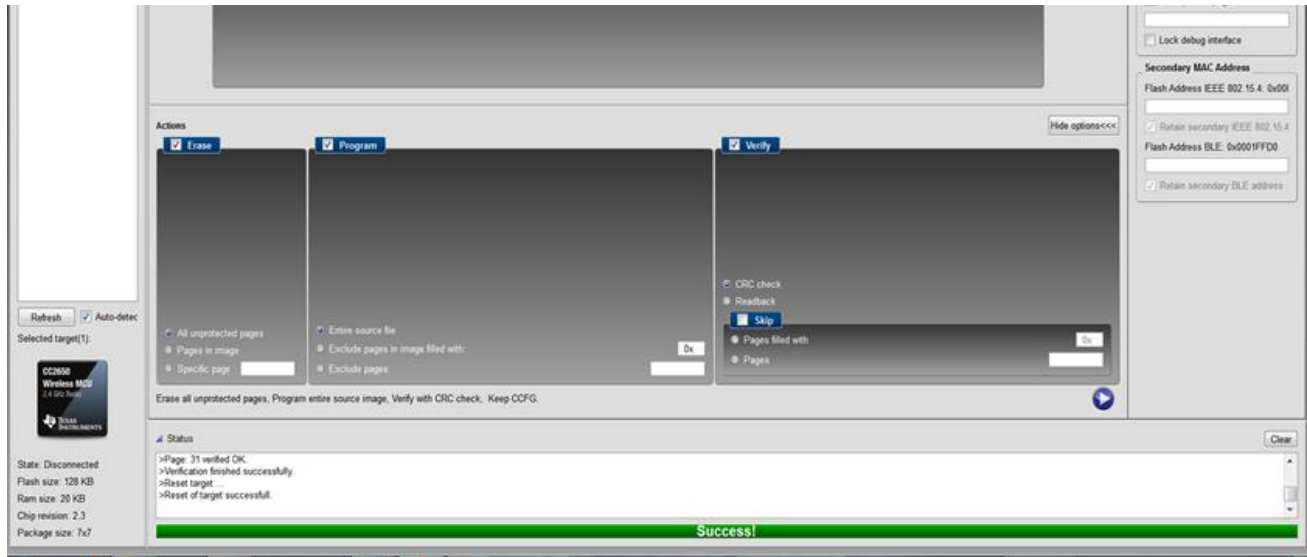 Lock debug interface
Secondary MAC Address
Flash Address IEEE 802.15.4: 0x00(
Retain secondary IEEE 802.15.4
Flash Address BLE: 0x0001FFD0
Retain secondary BLE address
Actions
Hide options<<<
Erase
Program
Verify
CRC check
Readback
Skip
All unprotected pages
Pages in image
Specific page
Entire source file
Exclude pages in image filled with:
0x
Exclude pages:
Pages filled with
0x
Pages
Erase all unprotected pages, Program entire source image, Verify with CRC check, Keep CCFG.
Refresh
Auto-detec
Selected target(1):
CC2650
Wireless MCU
2.4 GHz Radio
TEXAS
INSTRUMENTS
State: Disconnected
Flash size: 128 KB
Ram size: 20 KB
Chip revision: 2.3
Package size: 7x7
Status
Clear
>Page: 31 verified OK.
>Verification finished successfully.
>Reset target ...
>Reset of target successfull.
Success!